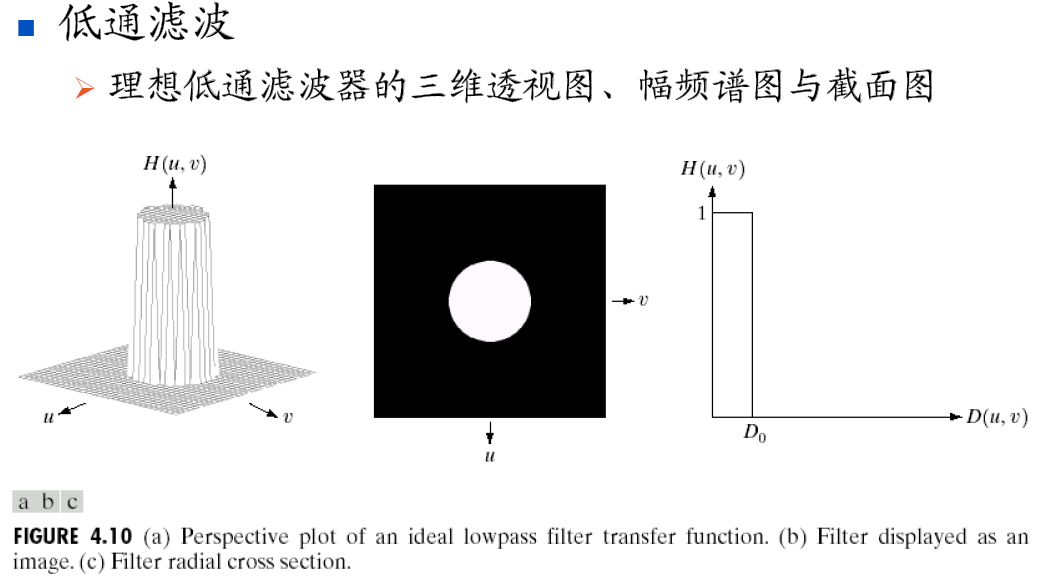 低通滤波
理想低通滤波器的三维透视图、幅频谱图与截面图
H(u, v)
u
v
v
u
H(u, v)
1
D₀
D(u, v)
a b c
FIGURE 4.10 (a) Perspective plot of an ideal lowpass filter transfer function. (b) Filter displayed as an
image. (c) Filter radial cross section.